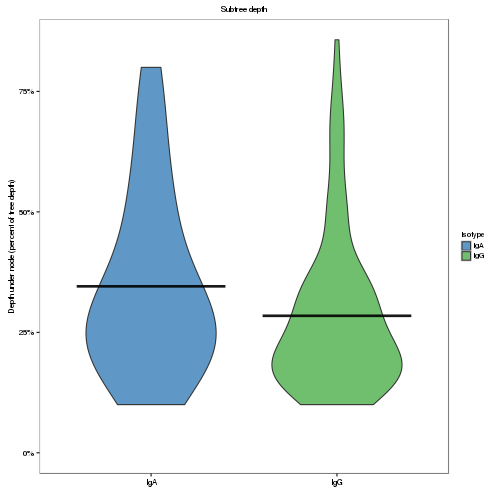 Subtree depth
Depth under node (percent of tree depth)
75%
50%
25%
0%
IgA
IgG
Isotype
IgA
IgG